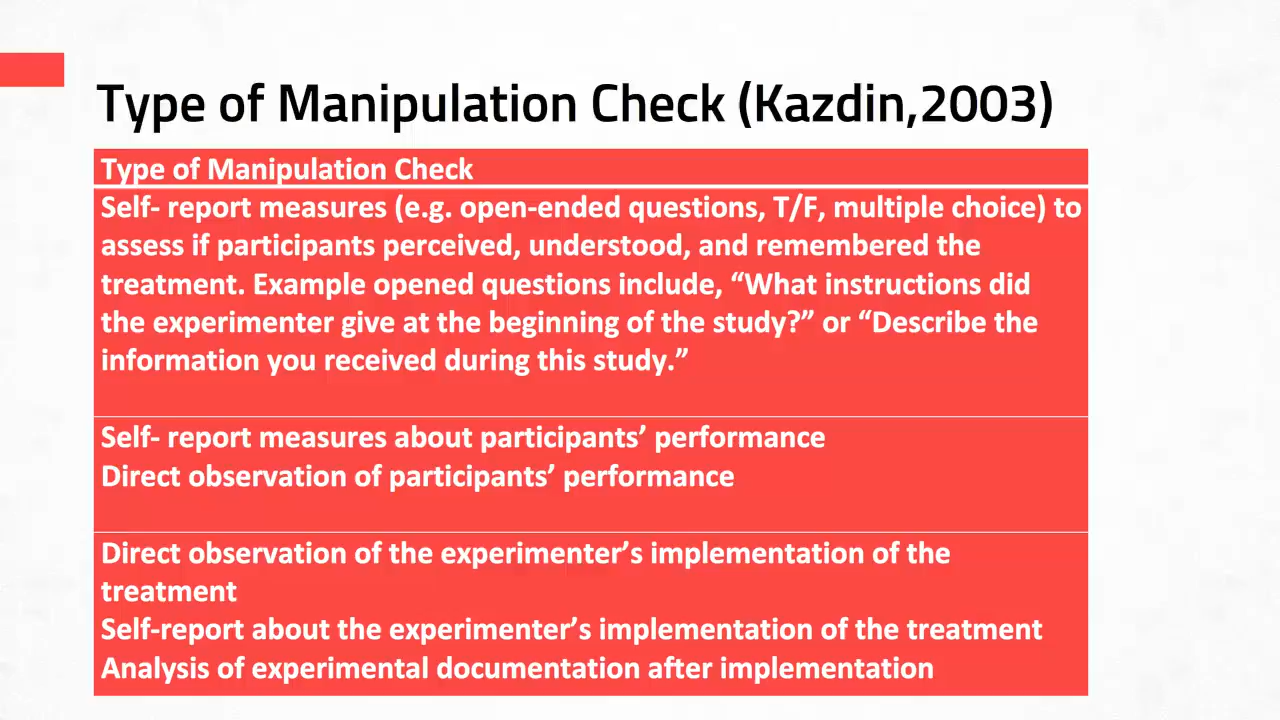 Type of Manipulation Check (Kazdin,2003)
Type of Manipulation Check
Self- report measures (e.g. open-ended questions, T/F, multiple choice) to
assess if participants perceived, understood, and remembered the
treatment. Example opened questions include, “What instructions did
the experimenter give at the beginning of the study?” or “Describe the
information you received during this study.”
Self- report measures about participants’ performance
Direct observation of participants’ performance
Direct observation of the experimenter’s implementation of the
treatment
Self-report about the experimenter’s implementation of the treatment
Analysis of experimental documentation after implementation